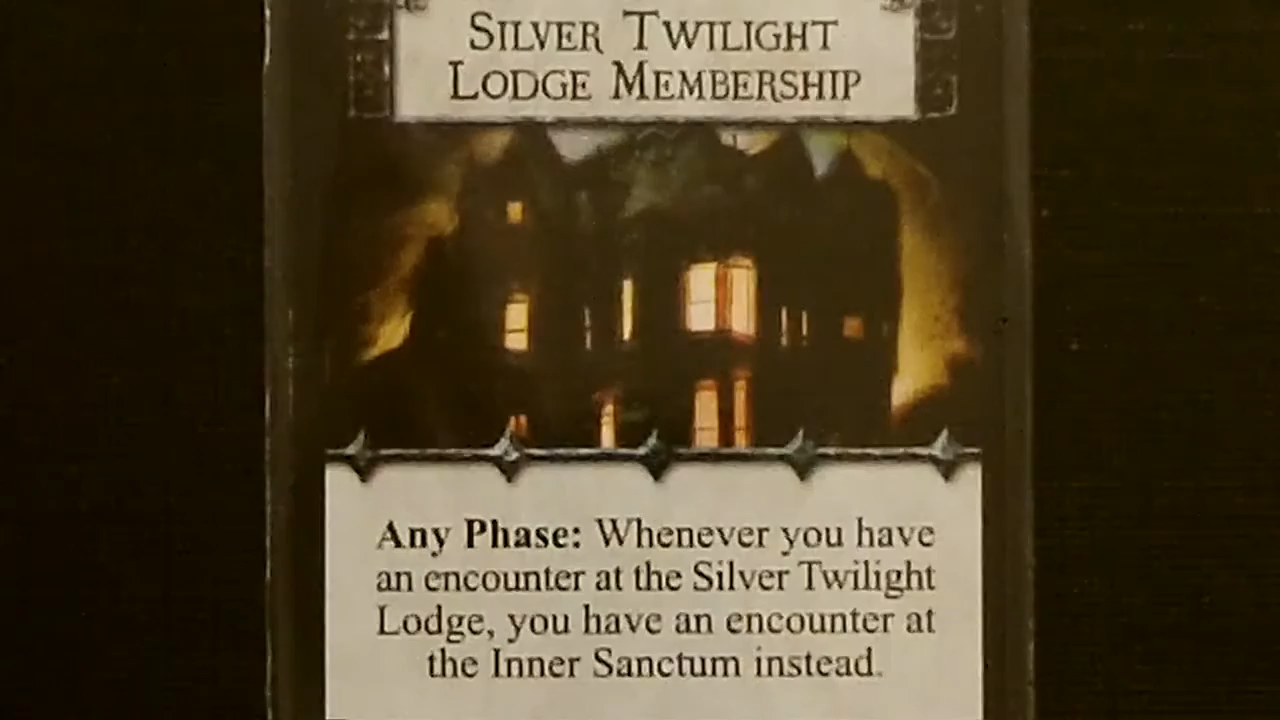 Silver Twilight
Lodge Membership
Any Phase: Whenever you have
an encounter at the Silver Twilight
Lodge, you have an encounter at
the Inner Sanctum instead.